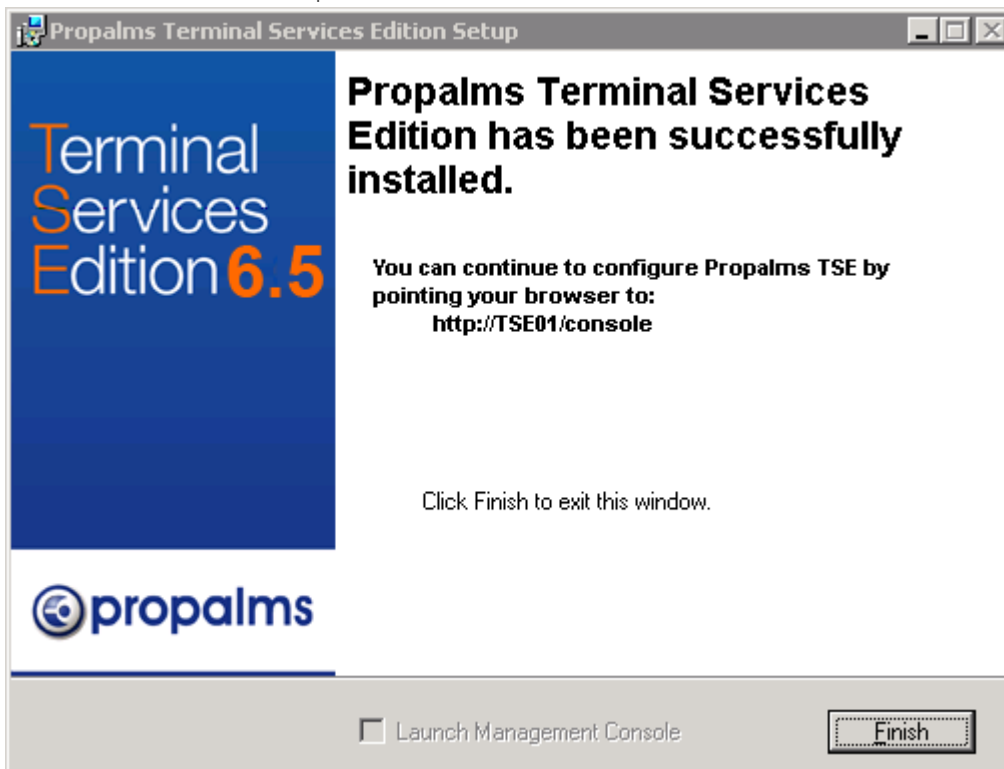 Propalms Terminal Services Edition Setup
Terminal
Services
Edition 6.5
Propalms Terminal Services
Edition has been successfully
installed.
You can continue to configure Propalms TSE by
pointing your browser to:
http://TSE01/console
Click Finish to exit this window.
propalms
Launch Management Console
Finish